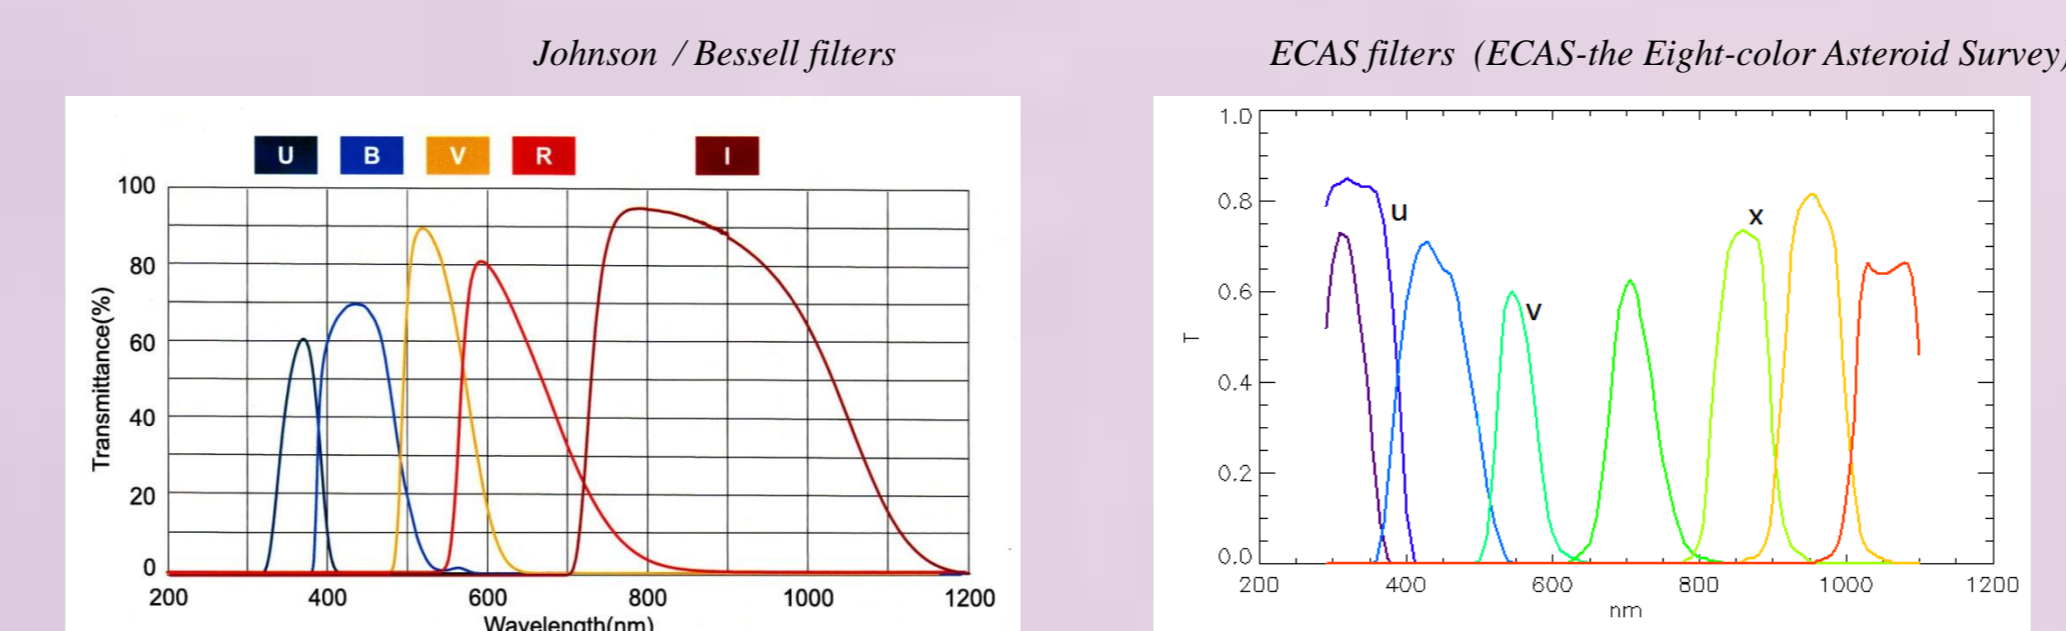 Johnson / Bessell filters
U B V R I
100
80
60
40
20
0
200 400 600 800 1000 1200
Transmittance(%)
Wavelength(nm)
ECAS filters (ECAS-the Eight-color Asteroid Survey)
1.0
0.8
0.6
0.4
0.2
0.0
T
u
v
x
200 400 600 800 1000 1200
nm